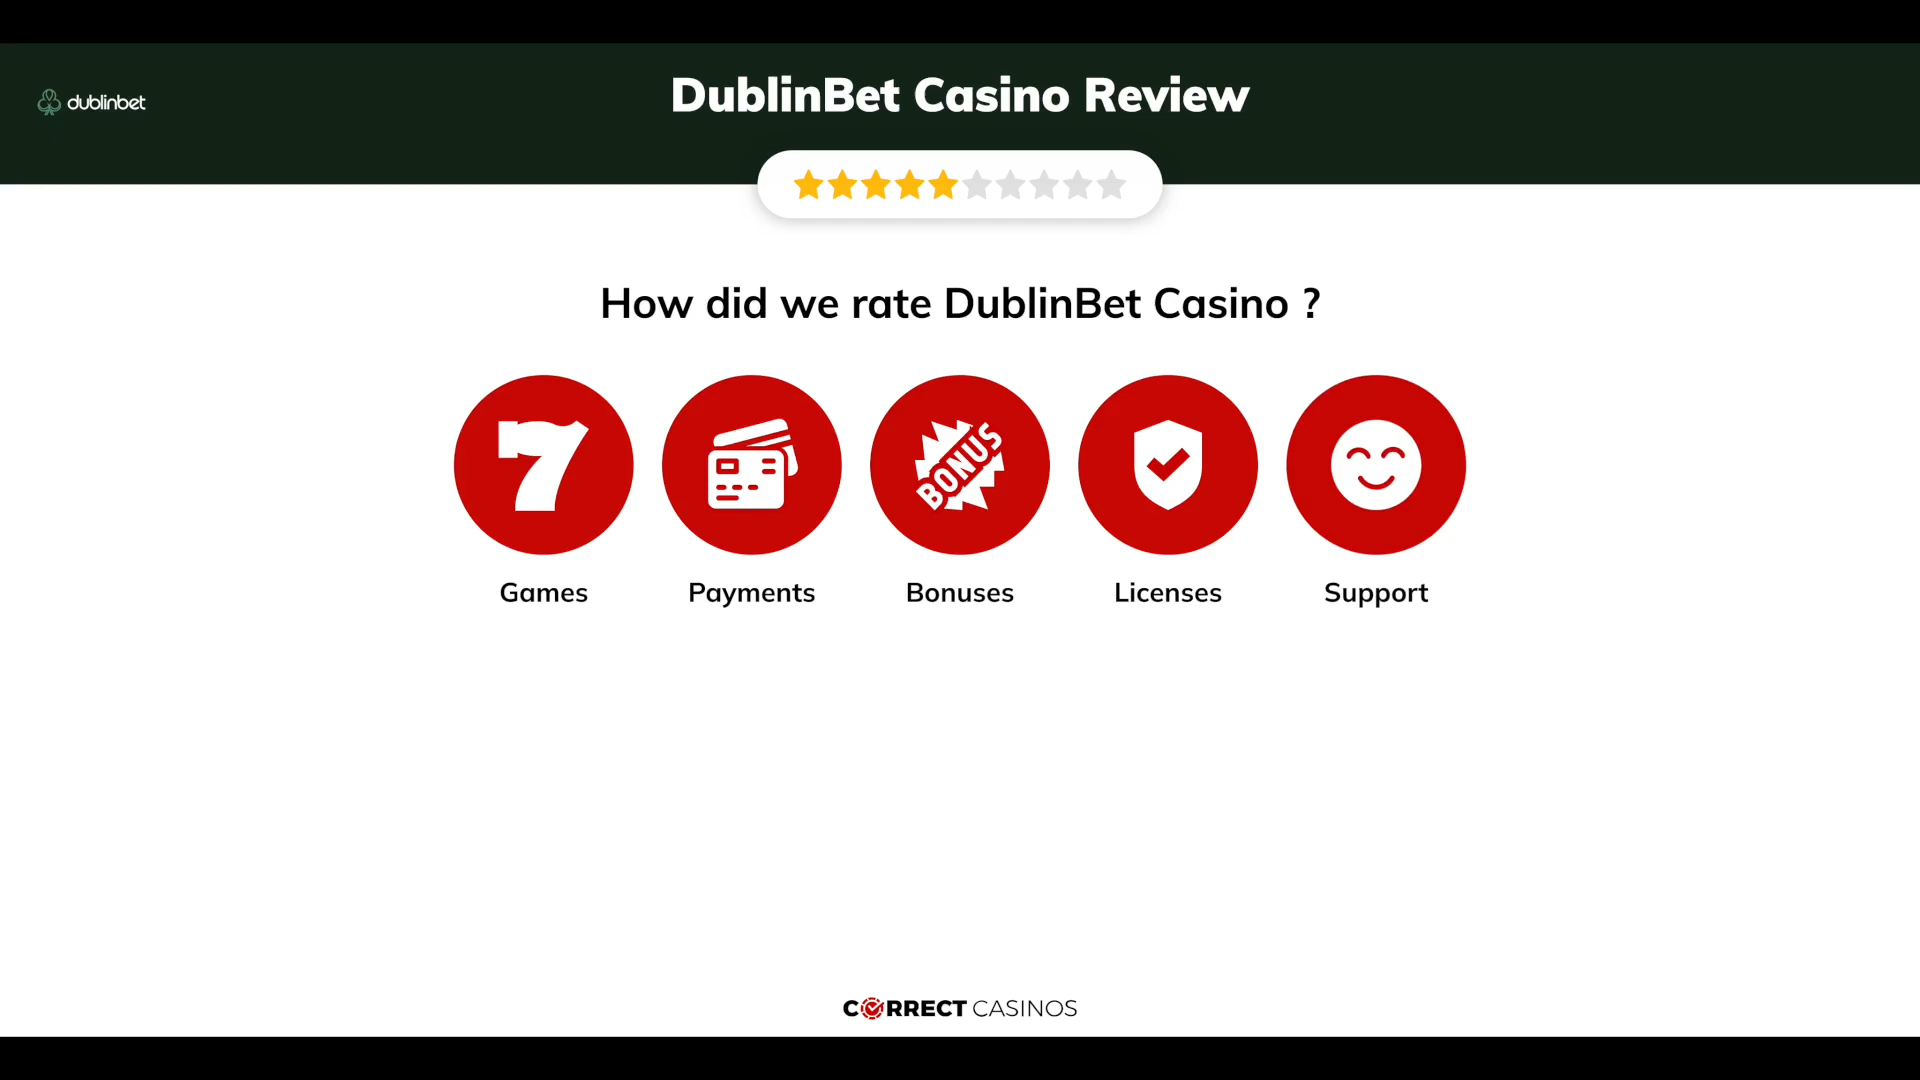 dublinbet
DublinBet Casino Review
How did we rate DublinBet Casino ?
7
BONUS
Games
Payments
Bonuses
Licenses
Support
CORRECT CASINOS